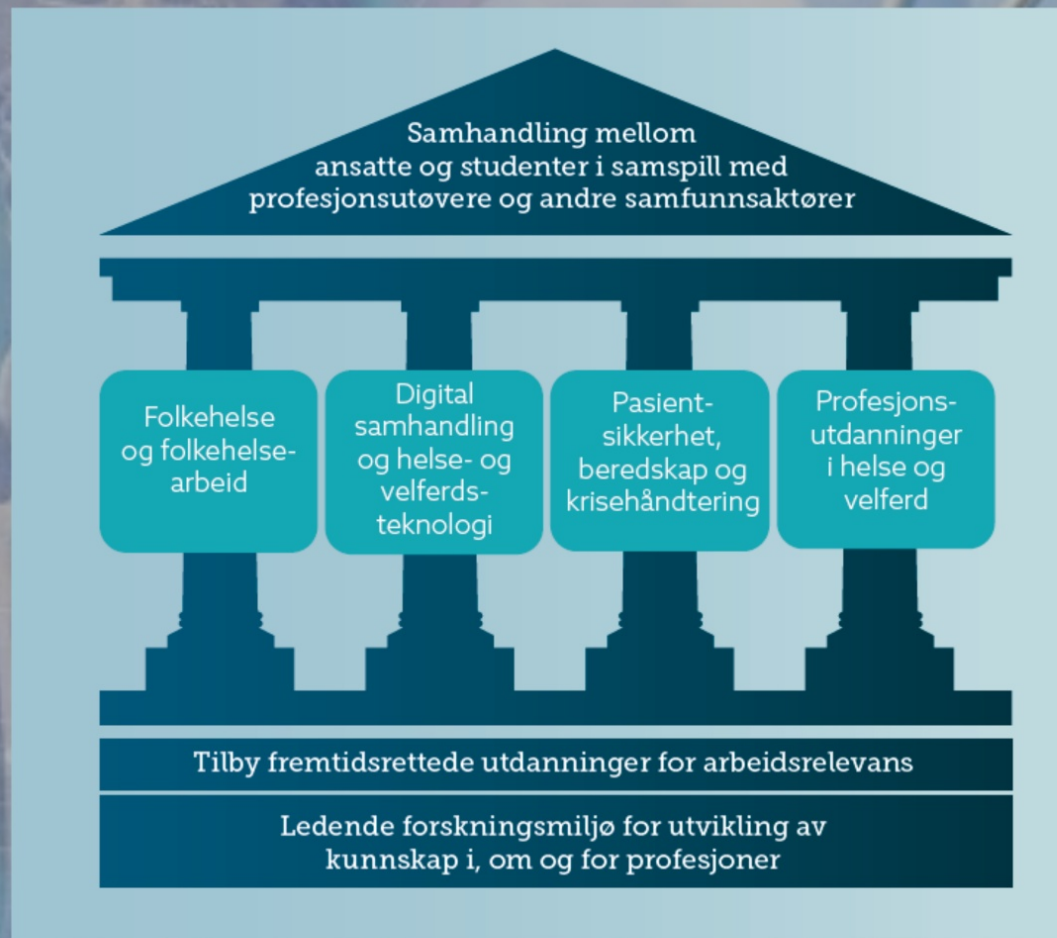 Samhandling mellom
ansatte og studenter i samspill med
profesjonsutøvere og andre samfunnsaktører
Folkehelse
og folkehelse-
arbeid
Digital
samhandling
og helse- og
velferds-
teknologi
Pasient-
sikkerhet,
beredskap og
krisehåndtering
Profesjons-
utdanninger
i helse og
velferd
Tilby fremtidsrettede utdanninger for arbeidsrelevans
Ledende forskningsmiljø for utvikling av
kunnskap i, om og for profesjoner